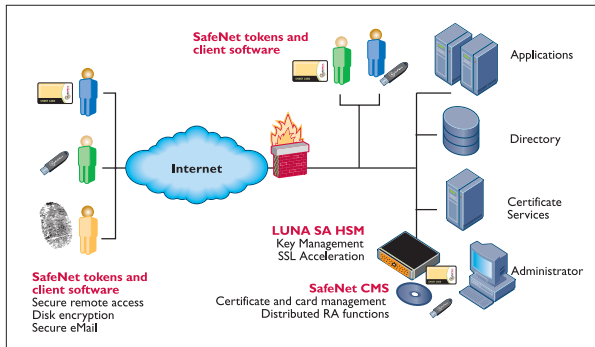 SafeNet tokens and
client software
Applications
Internet
Directory
Certificate
Services
LUNA SA HSM
Key Management
SSL Acceleration
SafeNet tokens and
client software
Secure remote access
Disk encryption
Secure eMail
SafeNet CMS
Certificate and card management
Distributed RA functions
Administrator